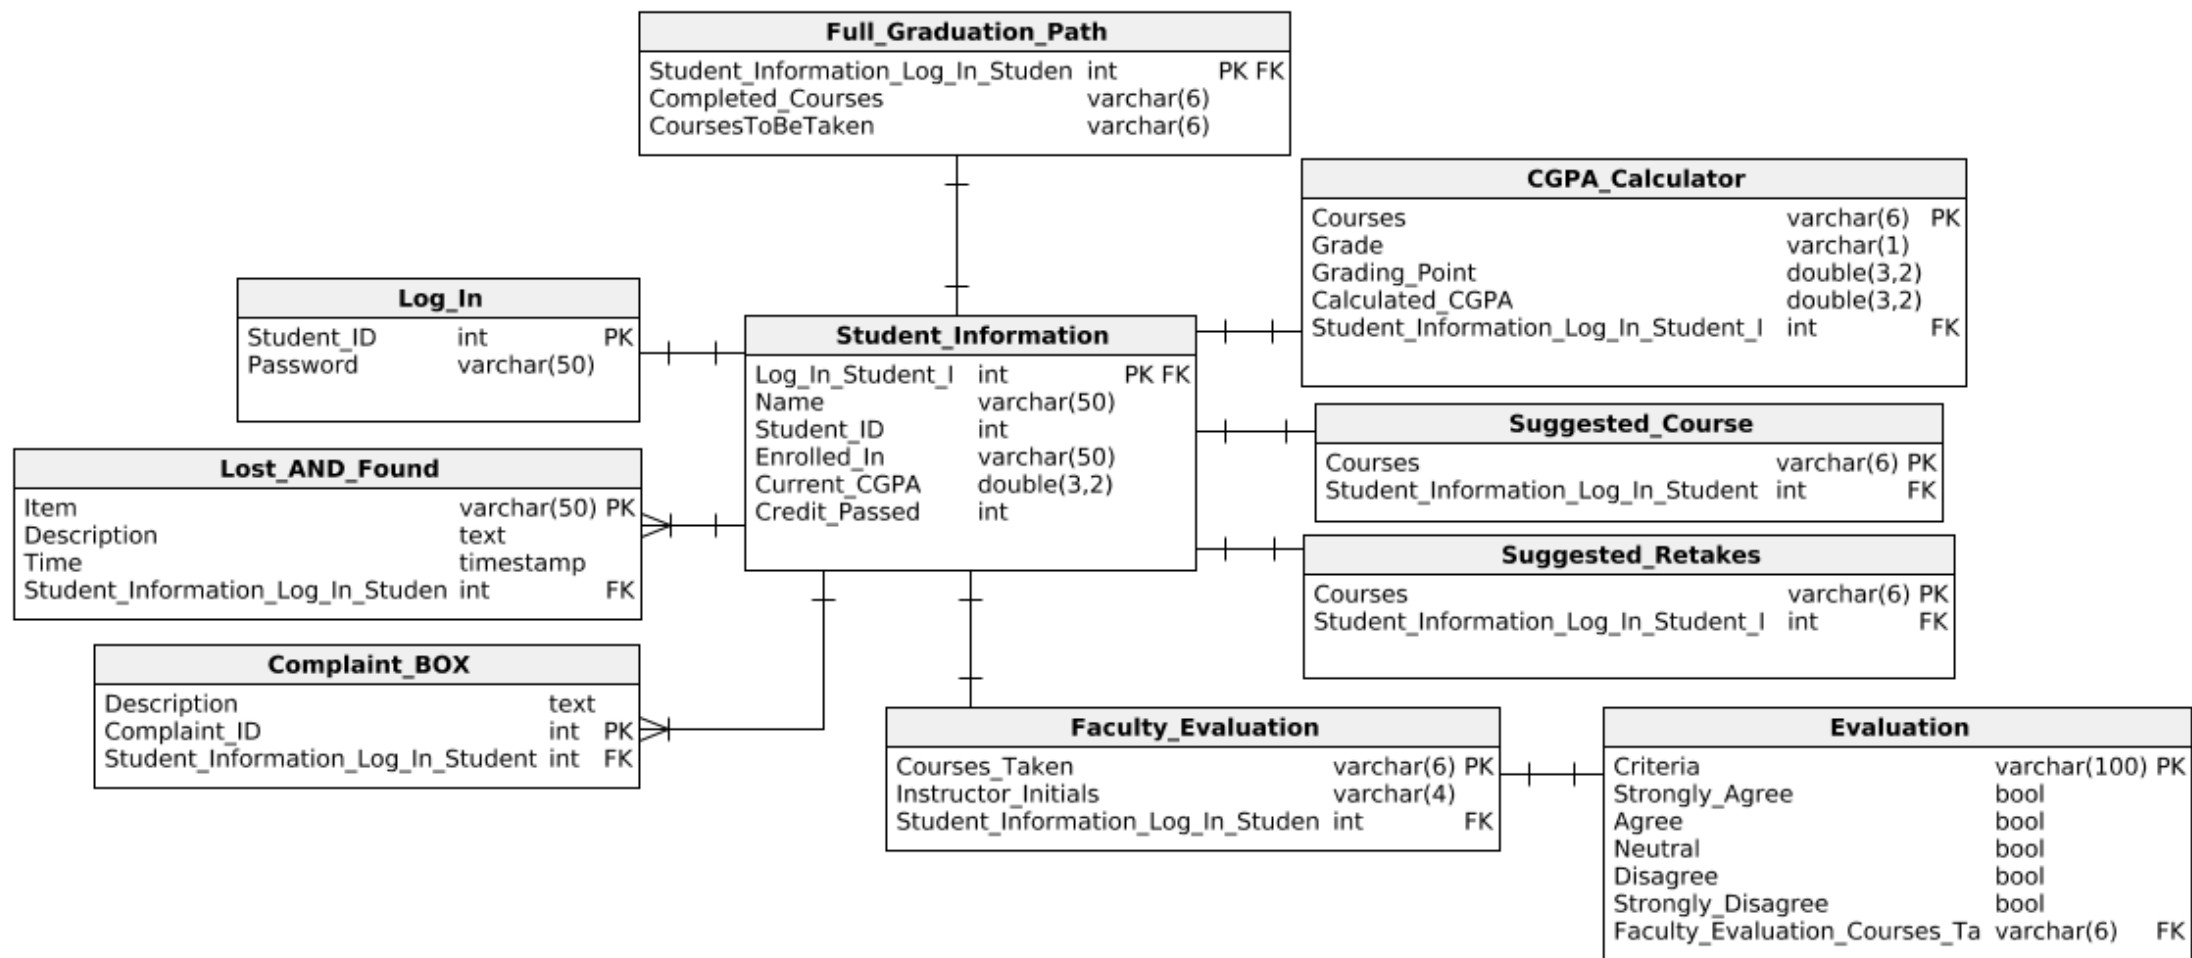 Full_Graduation_Path
Student_Information_Log_In_Studen int PK FK
Completed_Courses varchar(6)
CoursesToBeTaken varchar(6)
CGPA_Calculator
Courses varchar(6) PK
Grade varchar(1)
Grading_Point double(3,2)
Calculated_CGPA double(3,2)
Student_Information_Log_In_Student_I int FK
Log_In
Student_ID int PK
Password varchar(50)
Student_Information
Log_In_Student_I int PK FK
Name varchar(50)
Student_ID int
Enrolled_In varchar(50)
Current_CGPA double(3,2)
Credit_Passed int
Suggested_Course
Courses varchar(6) PK
Student_Information_Log_In_Student int FK
Lost_AND_Found
Item varchar(50) PK
Description text
Time timestamp
Student_Information_Log_In_Studen int FK
Suggested_Retakes
Courses varchar(6) PK
Student_Information_Log_In_Student_I int FK
Complaint_BOX
Description text
Complaint_ID int PK
Student_Information_Log_In_Student int FK
Faculty_Evaluation
Courses_Taken varchar(6) PK
Instructor_Initials varchar(4)
Student_Information_Log_In_Studen int FK
Evaluation
Criteria varchar(100) PK
Strongly_Agree bool
Agree bool
Neutral bool
Disagree bool
Strongly_Disagree bool
Faculty_Evaluation_Courses_Ta varchar(6) FK